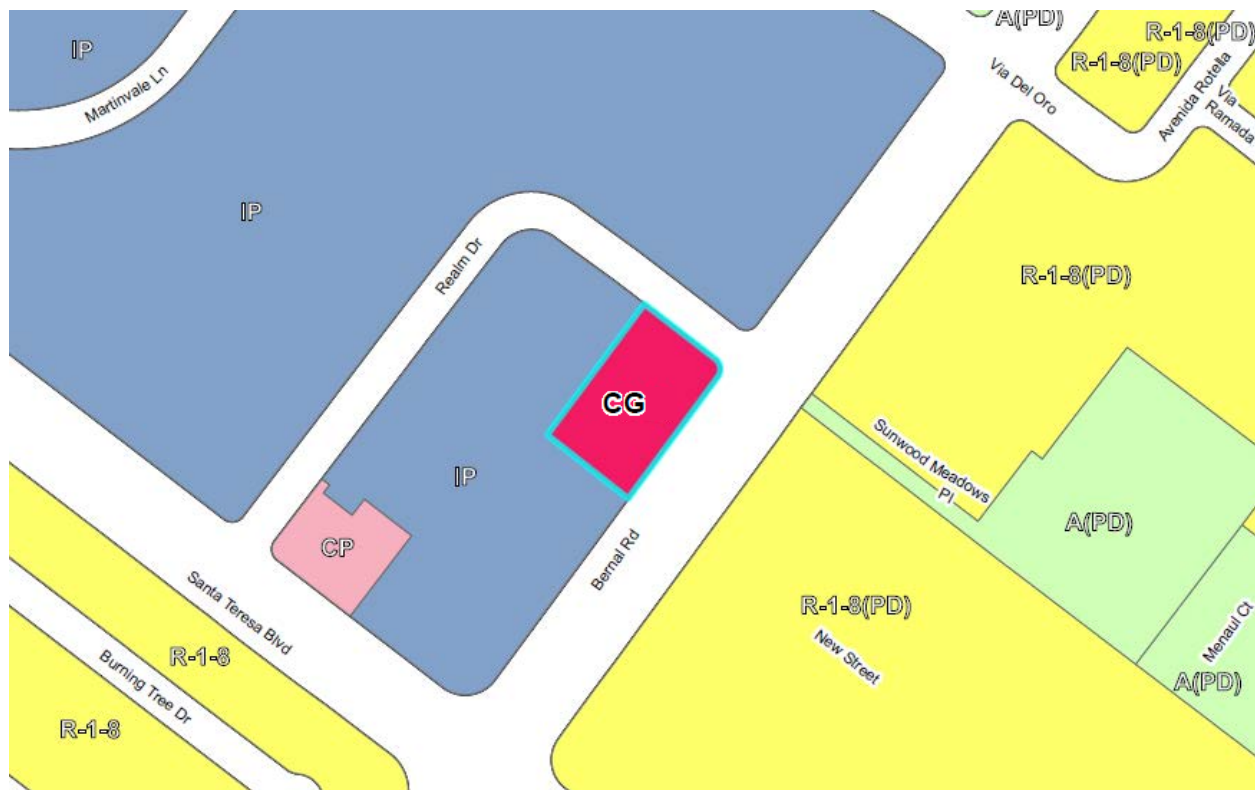 A(PD)
IP
R-1-8(PD)
R-1-8(PD)
Via Del Oro
Avenida Rotella
Via
Ramada
Martinvale Ln
IP
Realm Dr
R-1-8(PD)
CG
Sunwood Meadows
Pl
IP
A(PD)
CP
Bernal Rd
Santa Teresa Blvd
R-1-8(PD)
New Street
Menaul Ct
R-1-8
Burning Tree Dr
A(PD)
R-1-8